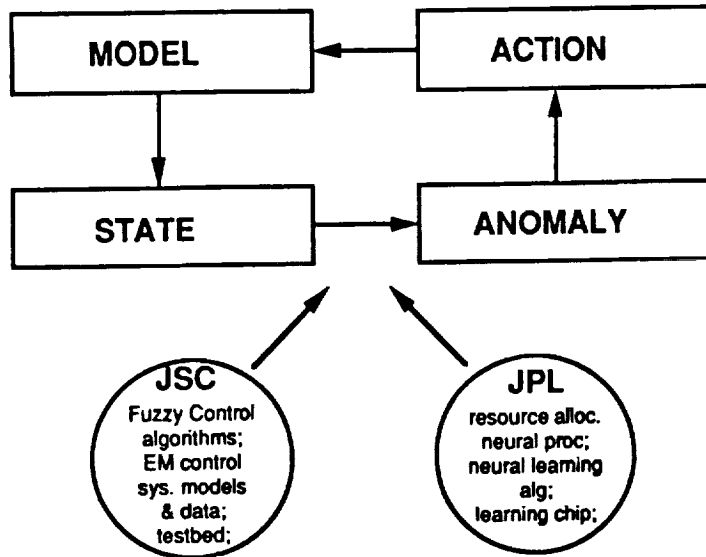 MODEL
ACTION
STATE
ANOMALY
JSC
Fuzzy Control
algorithms;
EM control
sys. models
& data;
testbed;
JPL
resource alloc.
neural proc;
neural learning
alg;
learning chip;